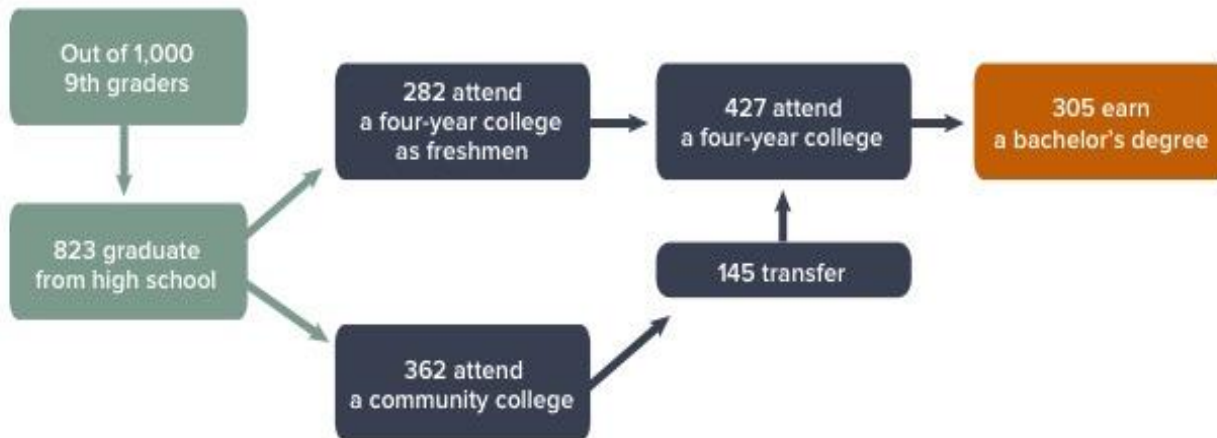 Out of 1,000
9th graders
823 graduate
from high school
282 attend
a four-year college
as freshmen
362 attend
a community college
145 transfer
427 attend
a four-year college
305 earn
a bachelor's degree